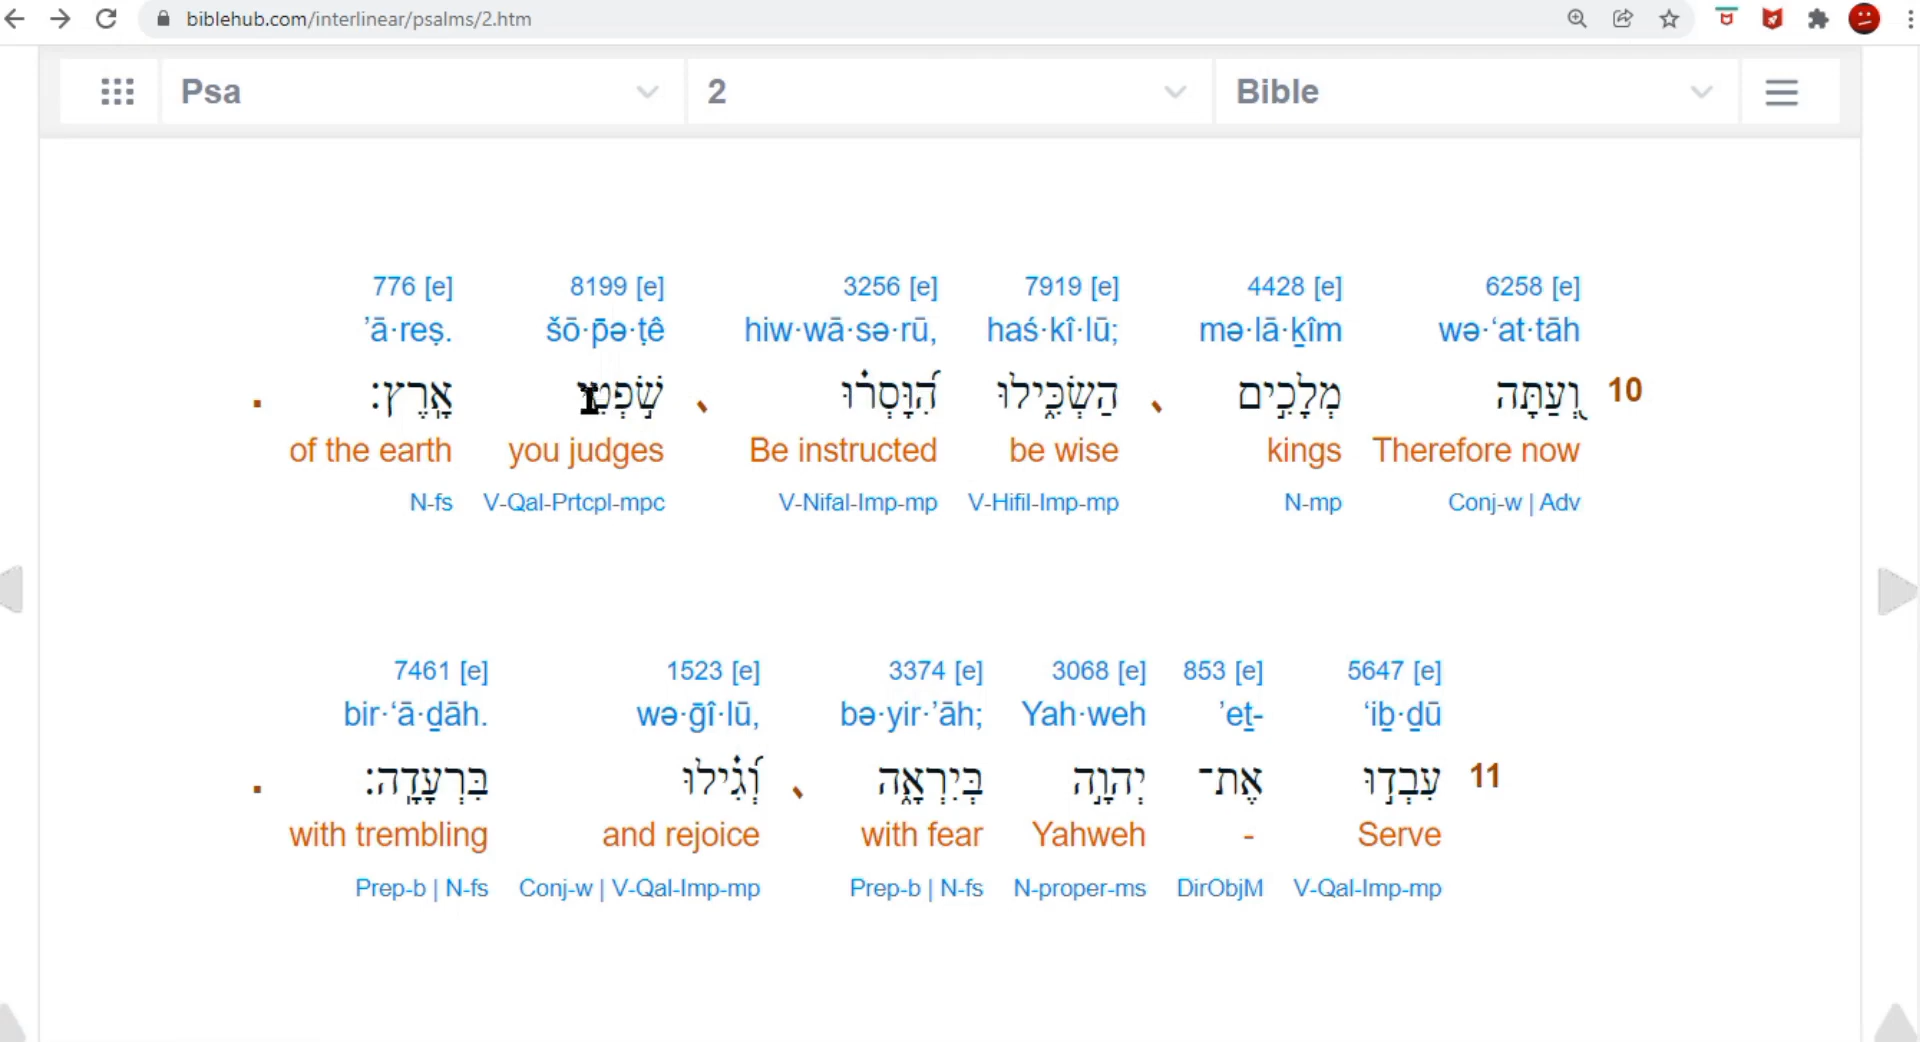 biblehub.com/interlinear/psalms/2.htm
Psa 2 Bible
776 [e] 8199 [e] 3256 [e] 7919 [e] 4428 [e] 6258 [e]
’ā·reṣ. šō·p̄ə·ṭê hiw·wā·sə·rū, haś·kî·lū; mə·lā·ḵîm wə·‘at·tāh
10 וְ֭עַתָּה מְלָכִ֣ים הַשְׂכִּ֑ילוּ הִ֝וָּסְר֗וּ שֹׁ֣פְטֵי אָֽרֶץ׃
. of the earth you judges , Be instructed be wise , kings Therefore now
N-fs V-Qal-Prtcpl-mpc V-Nifal-Imp-mp V-Hifil-Imp-mp N-mp Conj-w | Adv
7461 [e] 1523 [e] 3374 [e] 3068 [e] 853 [e] 5647 [e]
bir·‘ā·ḏāh. wə·ḡî·lū, bə·yir·’āh; Yah·weh ’eṯ- ‘iḇ·ḏū
11 עִבְד֣וּ אֶת־ יְהוָ֣ה בְּיִרְאָ֑ה וְ֝גִ֗ילוּ בִּרְעָדָֽה׃
. with trembling and rejoice , with fear Yahweh - Serve
Prep-b | N-fs Conj-w | V-Qal-Imp-mp Prep-b | N-fs N-proper-ms DirObjM V-Qal-Imp-mp